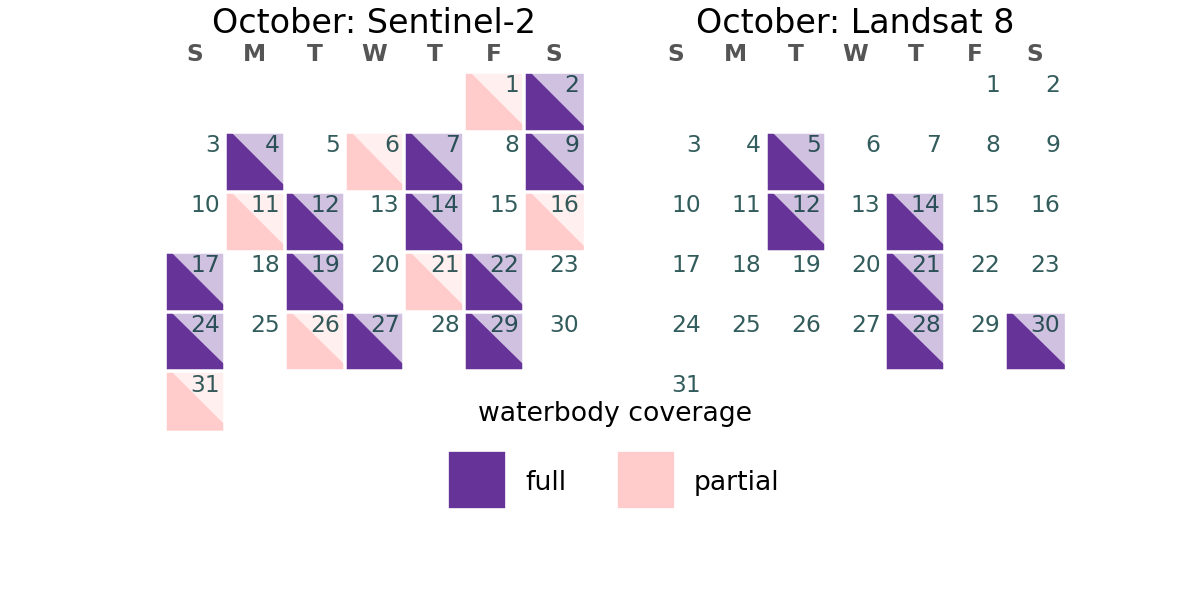 October: Sentinel-2
S M T W T F S
1 2
3 4 5 6 7 8 9
10 11 12 13 14 15 16
17 18 19 20 21 22 23
24 25 26 27 28 29 30
31
October: Landsat 8
S M T W T F S
1 2
3 4 5 6 7 8 9
10 11 12 13 14 15 16
17 18 19 20 21 22 23
24 25 26 27 28 29 30
31
waterbody coverage
full partial